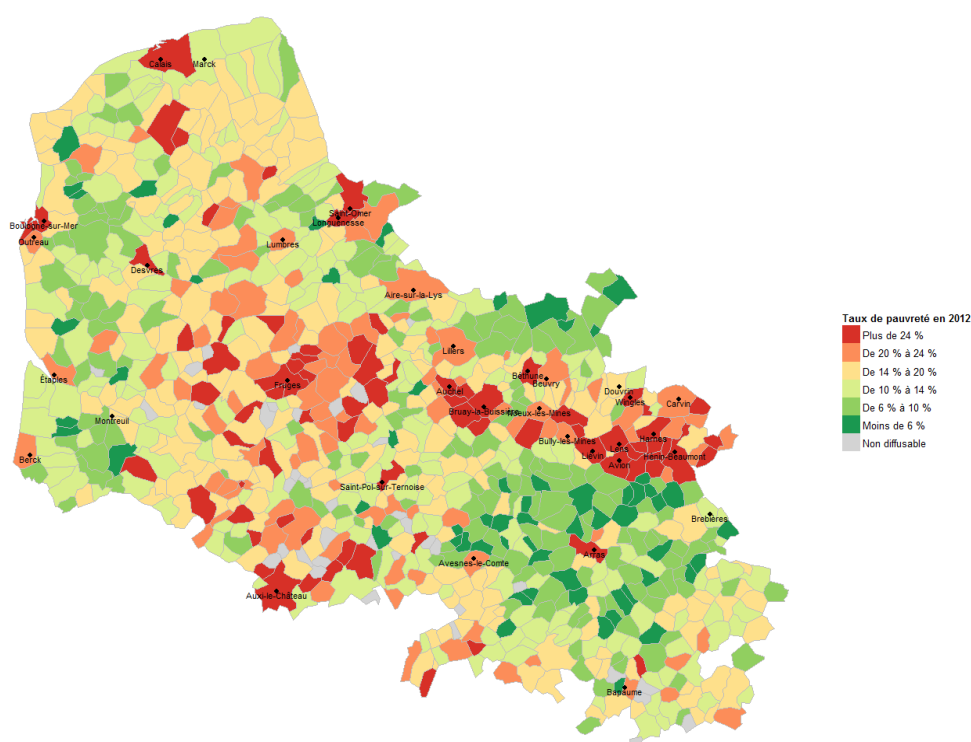 Calais
Marck
Saint-Omer
Longuenesse
Boulogne-sur-Mer
Outreau
Lumbres
Desvres
Aire-sur-la-Lys
Taux de pauvreté en 2012
Plus de 24 %
De 20 % à 24 %
De 14 % à 20 %
De 10 % à 14 %
De 6 % à 10 %
Moins de 6 %
Non diffusable
Lillers
Étaples
Fruges
Béthune
Beuvry
Auchel
Douvrin
Wingles
Carvin
Bruay-la-Buissière
Noeux-les-Mines
Montreuil
Bully-les-Mines
Harnes
Lens
Liévin
Hénin-Beaumont
Avion
Berck
Saint-Pol-sur-Ternoise
Brebières
Arras
Avesnes-le-Comte
Auxi-le-Château
Bapaume